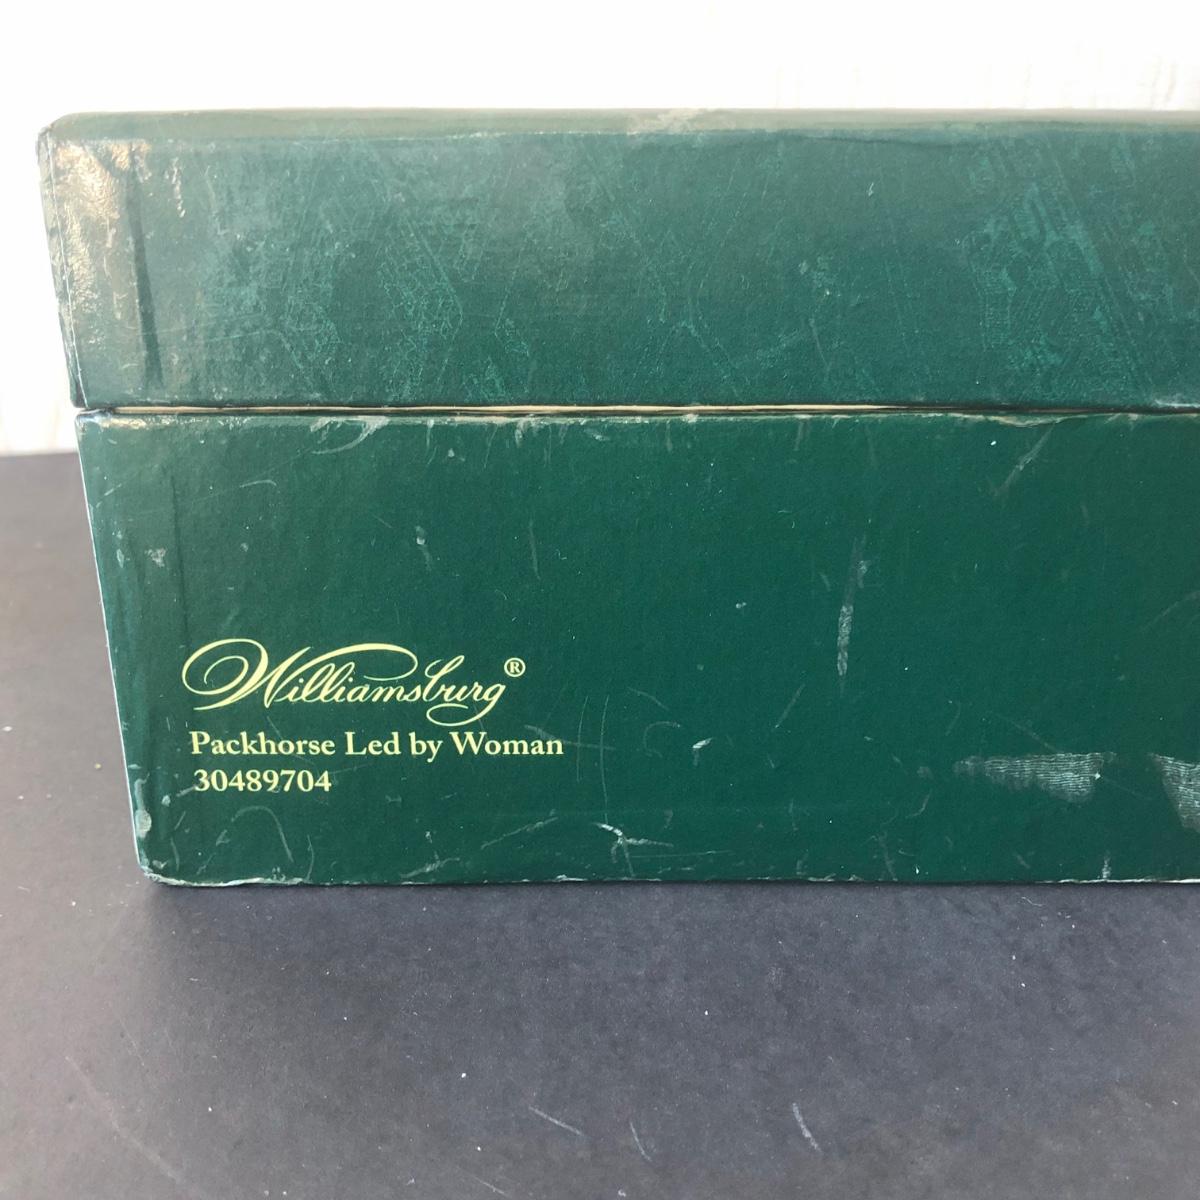 Williamsburg®
Packhorse Led by Woman
30489704